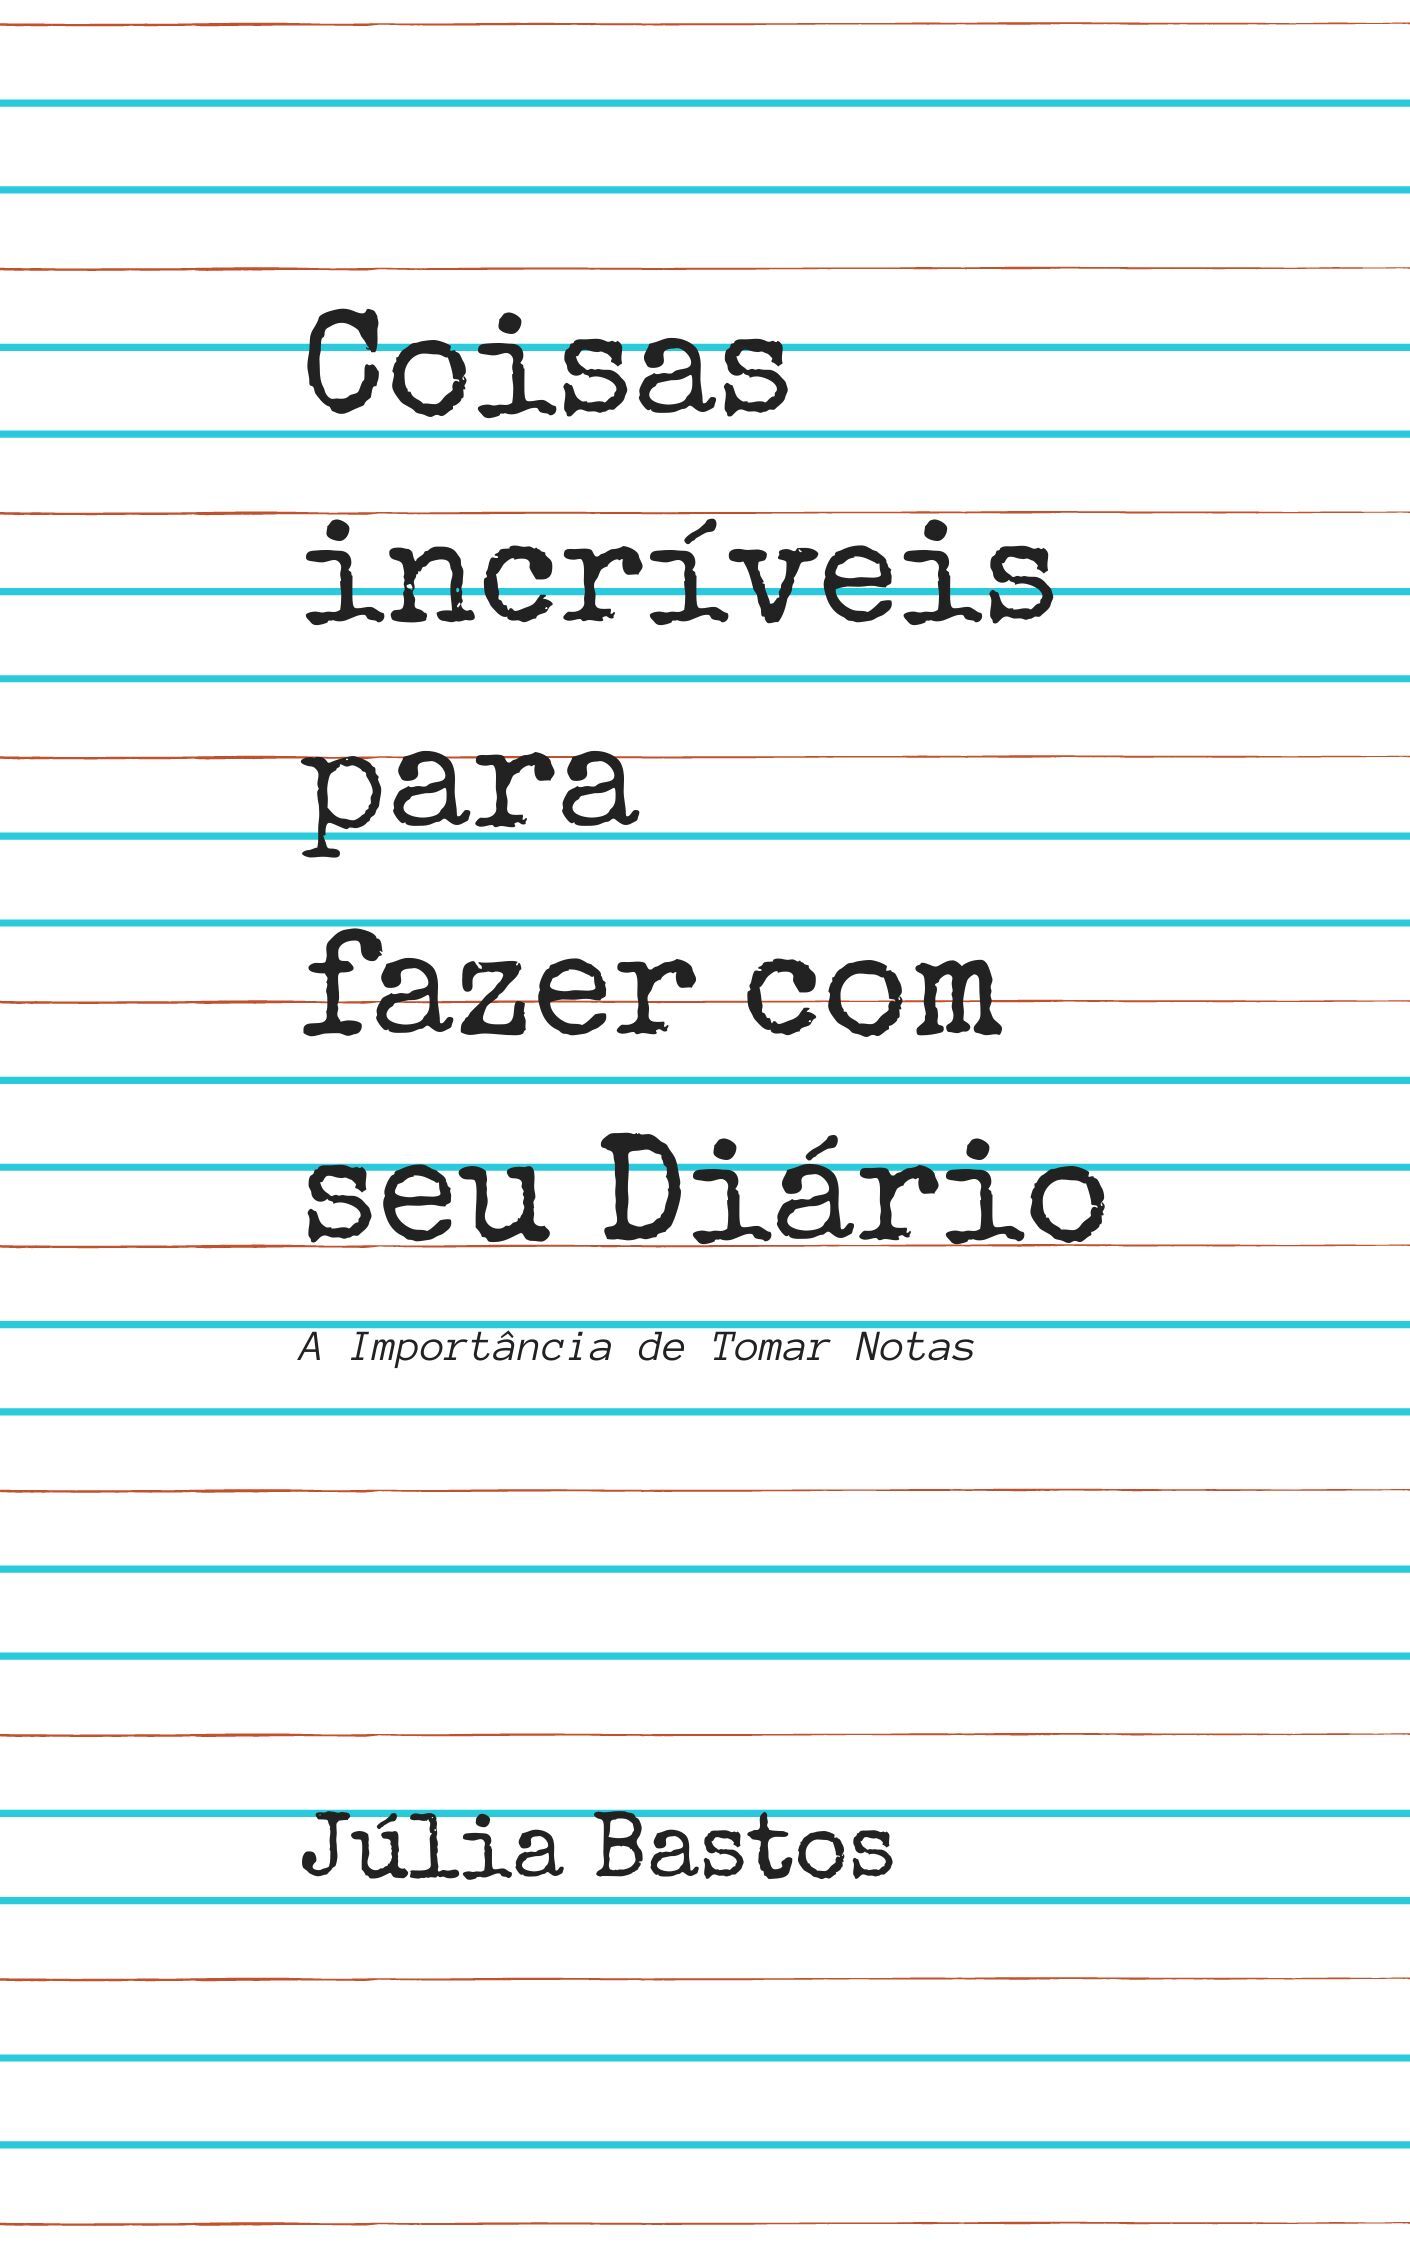 Coisas
incríveis
para
fazer com
seu Diário
A Importância de Tomar Notas
Júlia Bastos